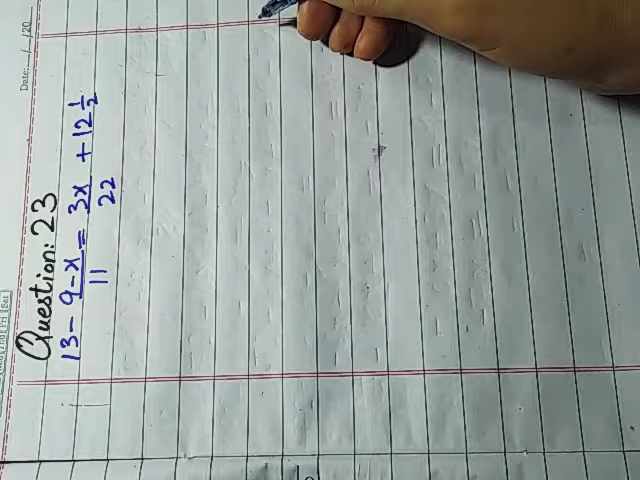 Date: / /20
Question: 23
13 - 9 - x / 11 = 3x / 22 + 12 1/2